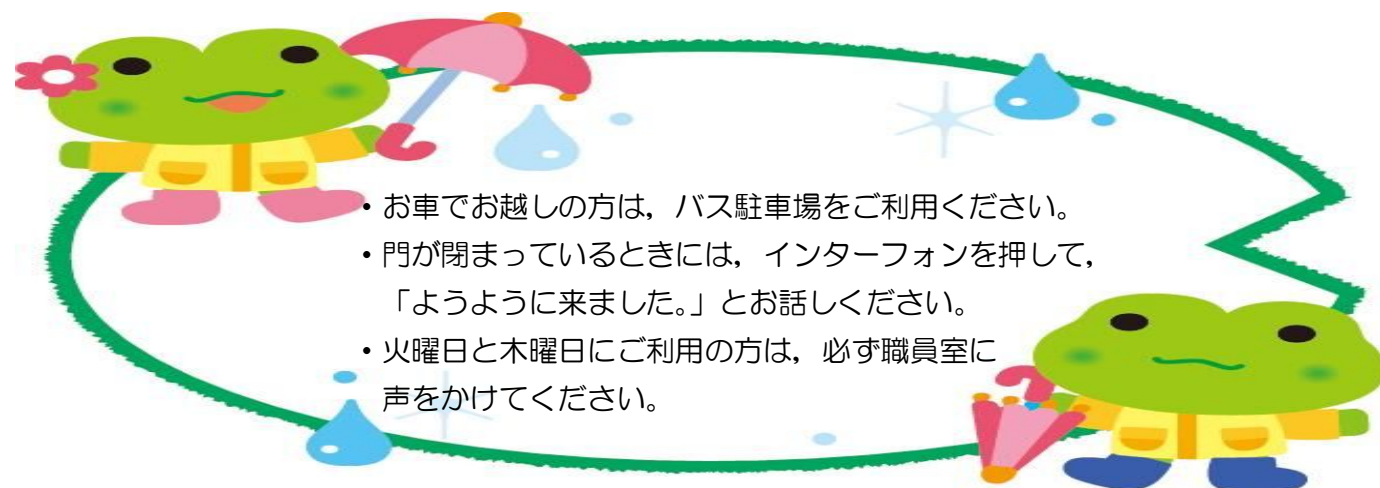 ・お車でお越しの方は，バス駐車場をご利用ください。
・門が閉まっているときには，インターフォンを押して，
「ようように来ました。」とお話しください。
・火曜日と木曜日にご利用の方は，必ず職員室に
声をかけてください。